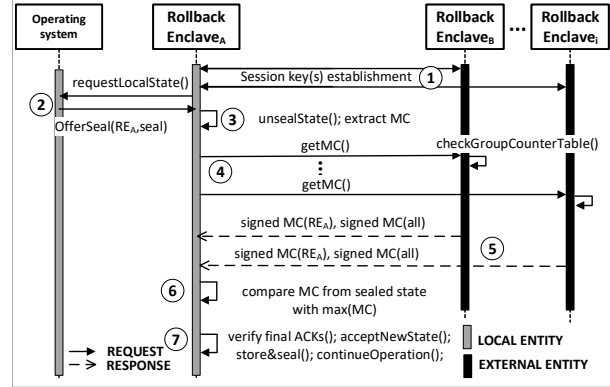 Operating
system
Rollback
Enclave_A
Rollback
Enclave_B
...
Rollback
Enclave_i
Session key(s) establishment
1
requestLocalState()
2
OfferSeal(RE_A,seal)
3
unsealState(); extract MC
getMC()
checkGroupCounterTable()
4
getMC()
signed MC(RE_A), signed MC(all)
5
signed MC(RE_A), signed MC(all)
6
compare MC from sealed state
with max(MC)
7
verify final ACKs(); acceptNewState();
store&seal(); continueOperation();
REQUEST
RESPONSE
LOCAL ENTITY
EXTERNAL ENTITY